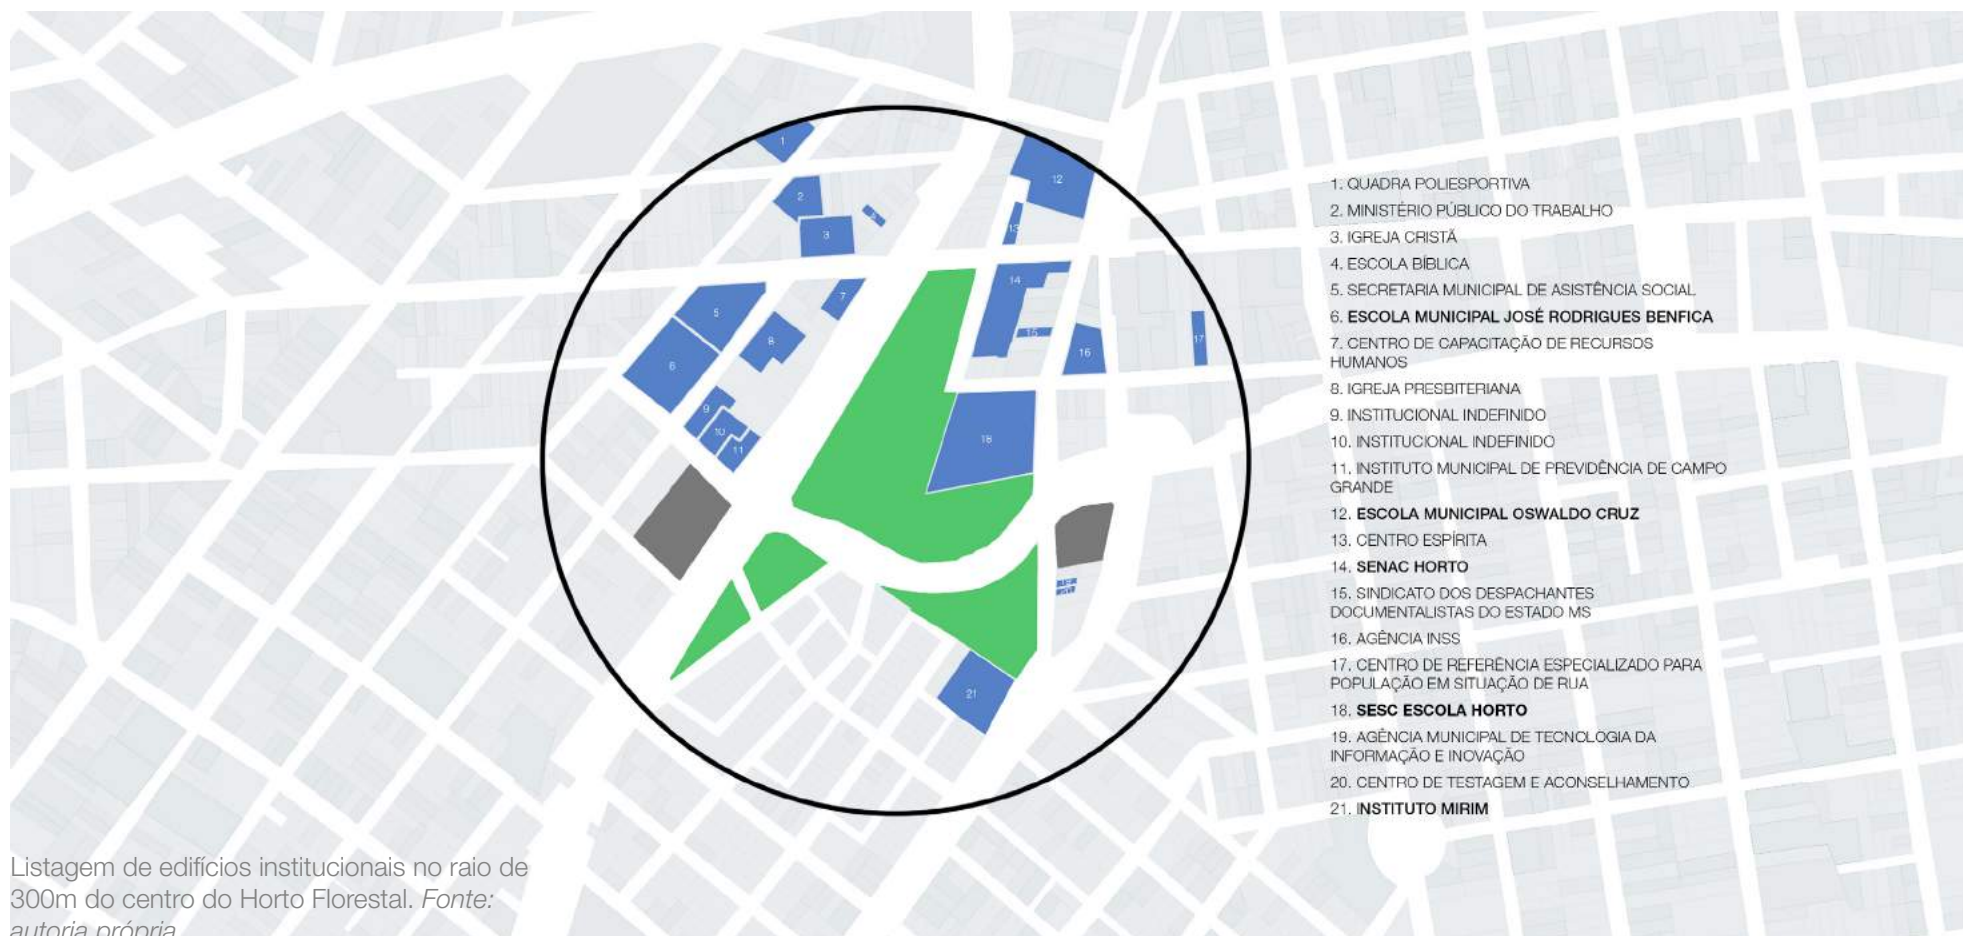 1
2
3
12
13
14
7
5
15
8
16
17
6
9
10
18
11
21
1. QUADRA POLIESPORTIVA
2. MINISTÉRIO PÚBLICO DO TRABALHO
3. IGREJA CRISTÃ
4. ESCOLA BÍBLICA
5. SECRETARIA MUNICIPAL DE ASISTÊNCIA SOCIAL
6. ESCOLA MUNICIPAL JOSÉ RODRIGUES BENFICA
7. CENTRO DE CAPACITAÇÃO DE RECURSOS
HUMANOS
8. IGREJA PRESBITERIANA
9. INSTITUCIONAL INDEFINIDO
10. INSTITUCIONAL INDEFINIDO
11. INSTITUTO MUNICIPAL DE PREVIDÊNCIA DE CAMPO
GRANDE
12. ESCOLA MUNICIPAL OSWALDO CRUZ
13. CENTRO ESPÍRITA
14. SENAC HORTO
15. SINDICATO DOS DESPACHANTES
DOCUMENTALISTAS DO ESTADO MS
16. AGÊNCIA INSS
17. CENTRO DE REFERÊNCIA ESPECIALIZADO PARA
POPULAÇÃO EM SITUAÇÃO DE RUA
18. SESC ESCOLA HORTO
19. AGÊNCIA MUNICIPAL DE TECNOLOGIA DA
INFORMAÇÃO E INOVAÇÃO
20. CENTRO DE TESTAGEM E ACONSELHAMENTO
21. INSTITUTO MIRIM
Listagem de edifícios institucionais no raio de
300m do centro do Horto Florestal. Fonte:
autoria própria